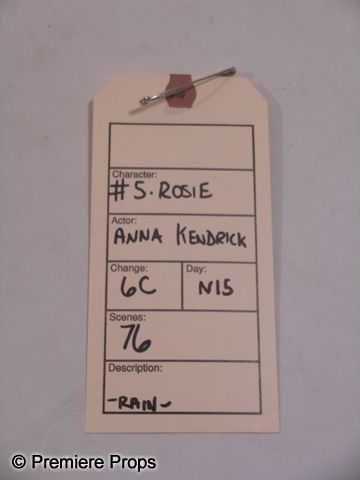 Character:
#5. ROSIE
Actor:
ANNA KENDRICK
Change:
6C
Day:
N15
Scenes:
76
Description:
-RAIN-
© Premiere Props